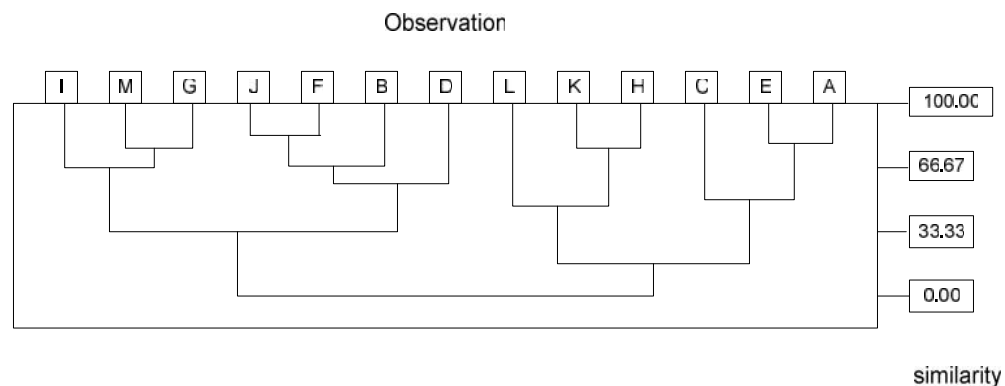 Observation
I M G J F B D L K H C E A
100.00
66.67
33.33
0.00
similarity